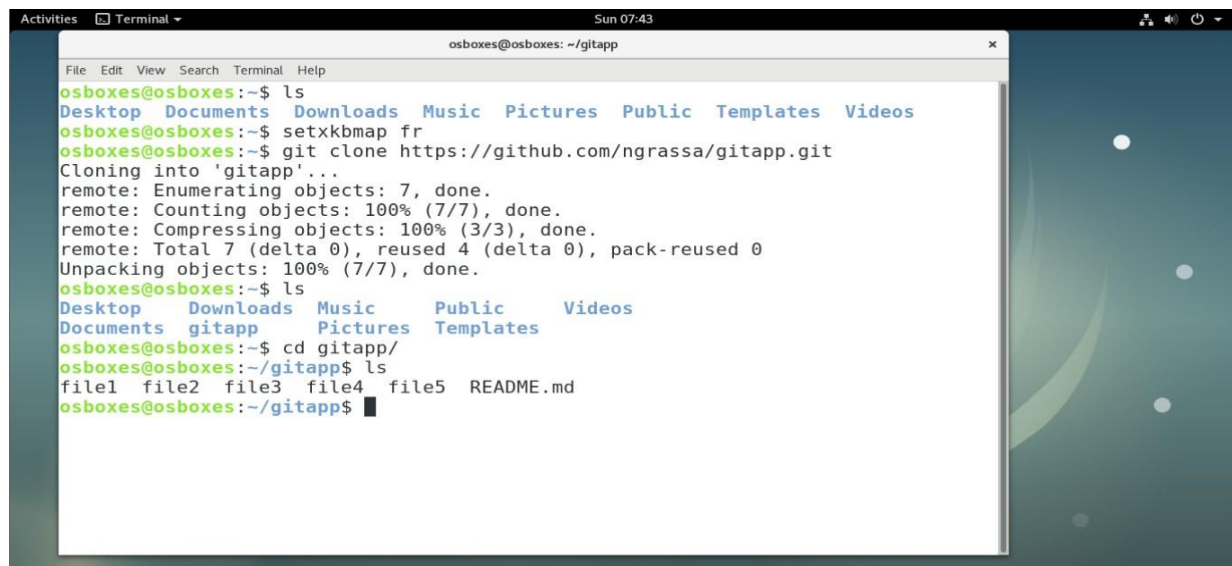 Activities Terminal Sun 07:43
osboxes@osboxes: ~/gitapp ×
File Edit View Search Terminal Help
osboxes@osboxes:~$ ls
Desktop Documents Downloads Music Pictures Public Templates Videos
osboxes@osboxes:~$ setxkbmap fr
osboxes@osboxes:~$ git clone https://github.com/ngrassa/gitapp.git
Cloning into 'gitapp'...
remote: Enumerating objects: 7, done.
remote: Counting objects: 100% (7/7), done.
remote: Compressing objects: 100% (3/3), done.
remote: Total 7 (delta 0), reused 4 (delta 0), pack-reused 0
Unpacking objects: 100% (7/7), done.
osboxes@osboxes:~$ ls
Desktop Downloads Music Public Videos
Documents gitapp Pictures Templates
osboxes@osboxes:~$ cd gitapp/
osboxes@osboxes:~/gitapp$ ls
file1 file2 file3 file4 file5 README.md
osboxes@osboxes:~/gitapp$